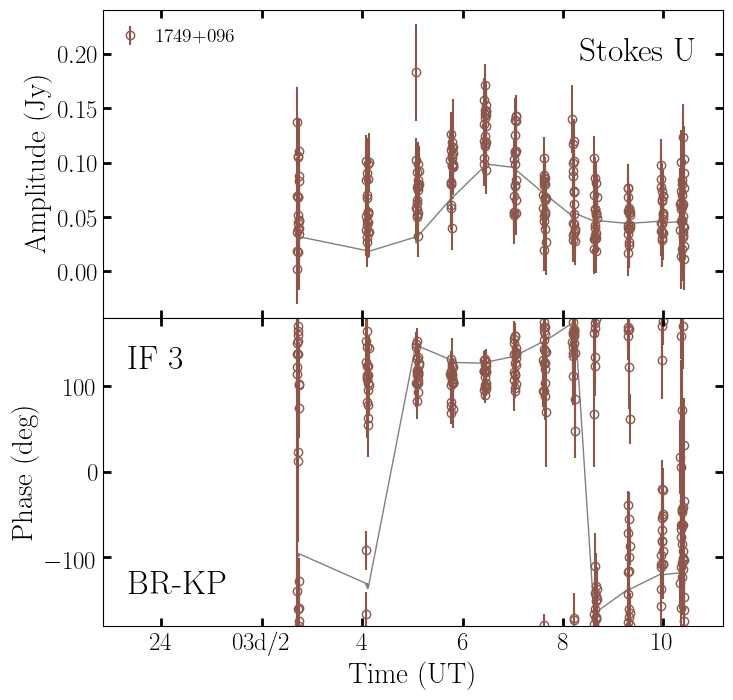 1749+096
Stokes U
0.20
0.15
0.10
0.05
0.00
Amplitude (Jy)
IF 3
100
0
−100
Phase (deg)
BR-KP
24 03d/2 4 6 8 10
Time (UT)